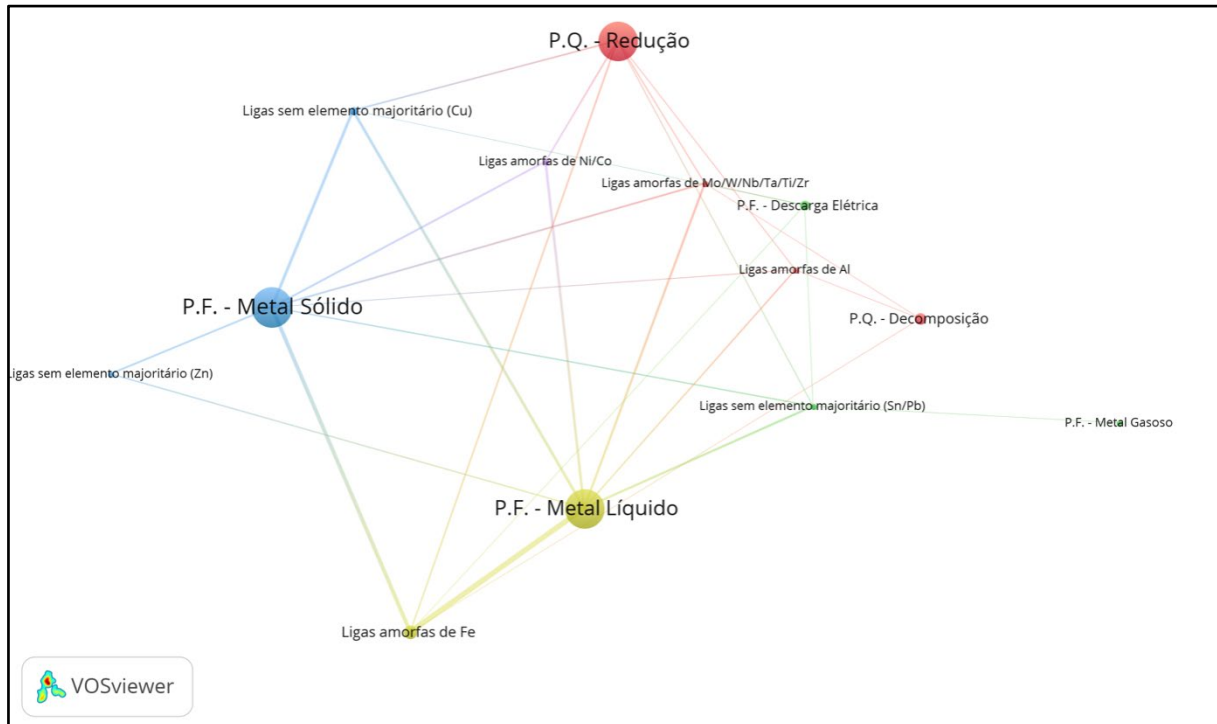 P.Q. - Redução
Ligas sem elemento majoritário (Cu)
Ligas amorfas de Ni/Co
Ligas amorfas de Mo/W/Nb/Ta/Ti/Zr
P.F. - Descarga Elétrica
Ligas amorfas de Al
P.F. - Metal Sólido
P.Q. - Decomposição
Ligas sem elemento majoritário (Zn)
Ligas sem elemento majoritário (Sn/Pb)
P.F. - Metal Gasoso
P.F. - Metal Líquido
Ligas amorfas de Fe
VOSviewer